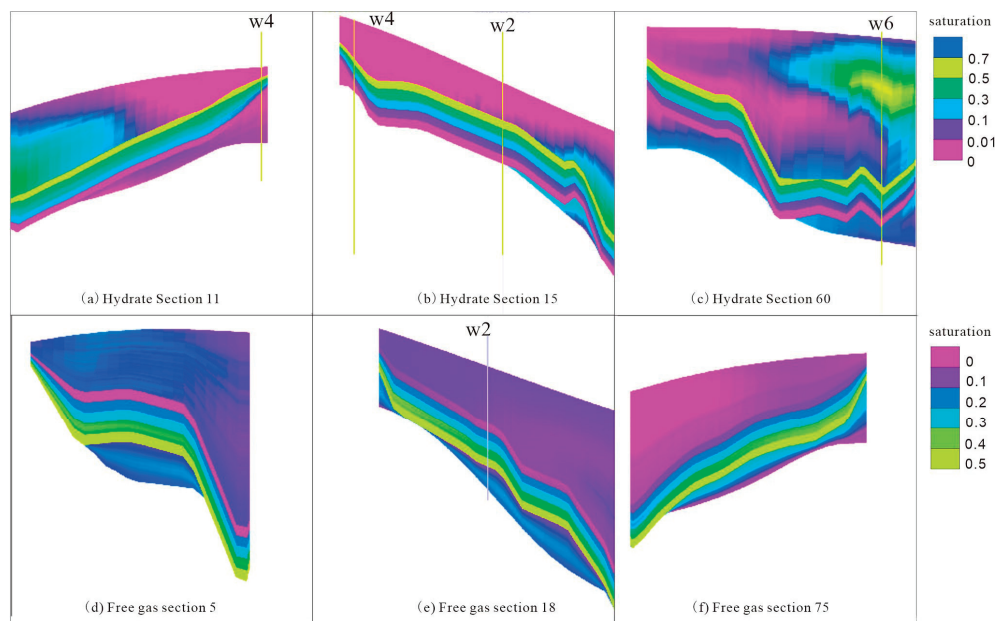 w4
w4
w2
w6
saturation
0.7
0.5
0.3
0.1
0.01
0
(a) Hydrate Section 11
(b) Hydrate Section 15
(c) Hydrate Section 60
w2
saturation
0
0.1
0.2
0.3
0.4
0.5
(d) Free gas section 5
(e) Free gas section 18
(f) Free gas section 75